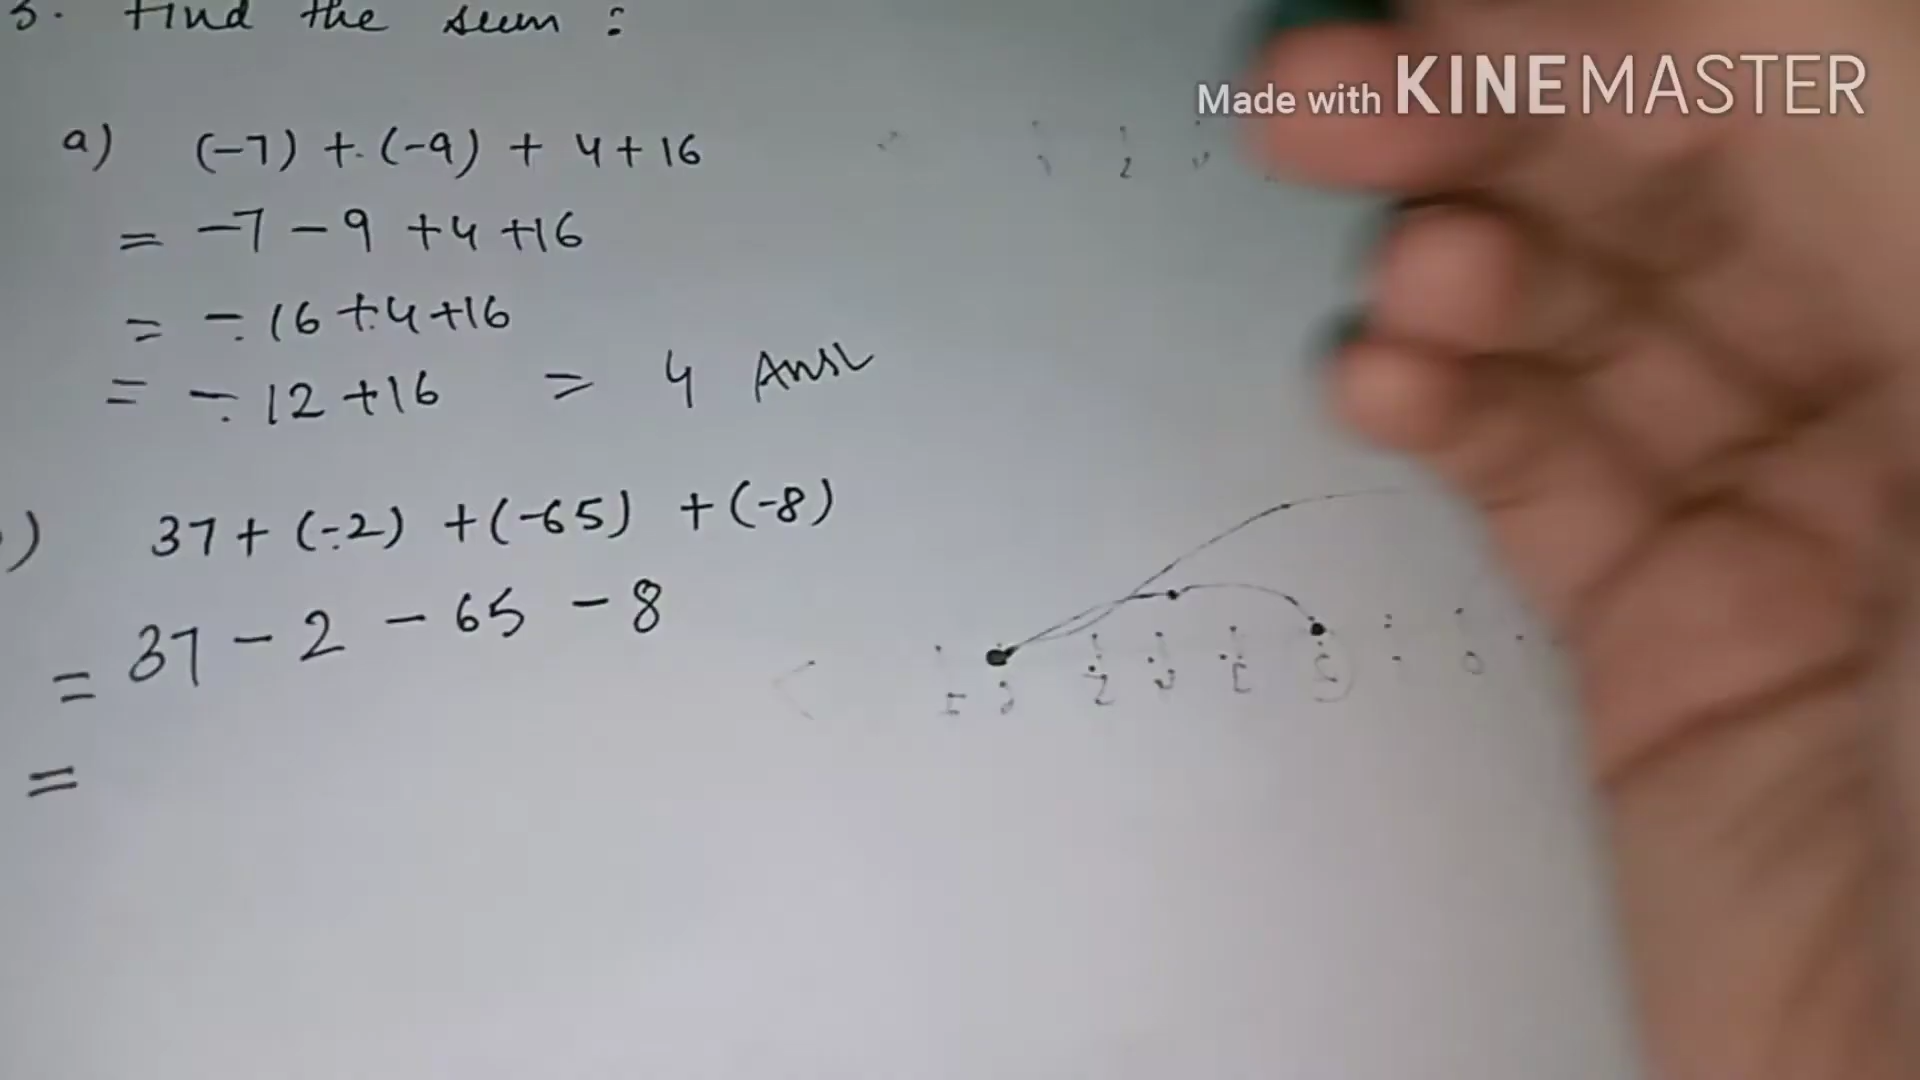 3. Find the sum :
Made with KINEMASTER
a) (-7) + (-9) + 4 + 16
= -7 - 9 + 4 + 16
= - 16 + 4 + 16
= - 12 + 16 = 4 Ans
) 37 + (-2) + (-65) + (-8)
= 37 - 2 - 65 - 8
=